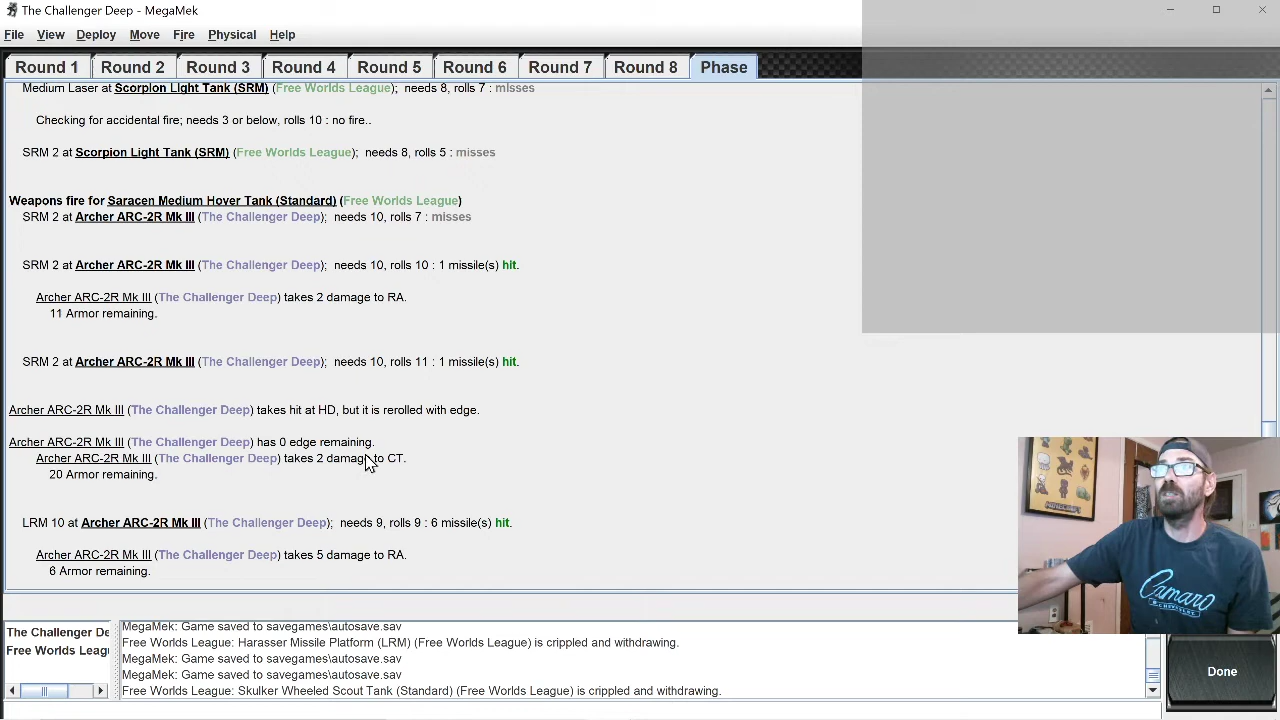 The Challenger Deep - MegaMek
File View Deploy Move Fire Physical Help
Round 1 Round 2 Round 3 Round 4 Round 5 Round 6 Round 7 Round 8 Phase
Medium Laser at Scorpion Light Tank (SRM) (Free Worlds League); needs 8, rolls 7 : misses
Checking for accidental fire; needs 3 or below, rolls 10 : no fire..
SRM 2 at Scorpion Light Tank (SRM) (Free Worlds League); needs 8, rolls 5 : misses
Weapons fire for Saracen Medium Hover Tank (Standard) (Free Worlds League)
SRM 2 at Archer ARC-2R Mk III (The Challenger Deep); needs 10, rolls 7 : misses
SRM 2 at Archer ARC-2R Mk III (The Challenger Deep); needs 10, rolls 10 : 1 missile(s) hit.
Archer ARC-2R Mk III (The Challenger Deep) takes 2 damage to RA.
11 Armor remaining.
SRM 2 at Archer ARC-2R Mk III (The Challenger Deep); needs 10, rolls 11 : 1 missile(s) hit.
Archer ARC-2R Mk III (The Challenger Deep) takes hit at HD, but it is rerolled with edge.
Archer ARC-2R Mk III (The Challenger Deep) has 0 edge remaining.
Archer ARC-2R Mk III (The Challenger Deep) takes 2 damage to CT.
20 Armor remaining.
LRM 10 at Archer ARC-2R Mk III (The Challenger Deep); needs 9, rolls 9 : 6 missile(s) hit.
Archer ARC-2R Mk III (The Challenger Deep) takes 5 damage to RA.
6 Armor remaining.
The Challenger De
Free Worlds Leag
MegaMek: Game saved to savegames\autosave.sav
Free Worlds League: Harasser Missile Platform (LRM) (Free Worlds League) is crippled and withdrawing.
MegaMek: Game saved to savegames\autosave.sav
MegaMek: Game saved to savegames\autosave.sav
Free Worlds League: Skulker Wheeled Scout Tank (Standard) (Free Worlds League) is crippled and withdrawing.
Done
Camaro